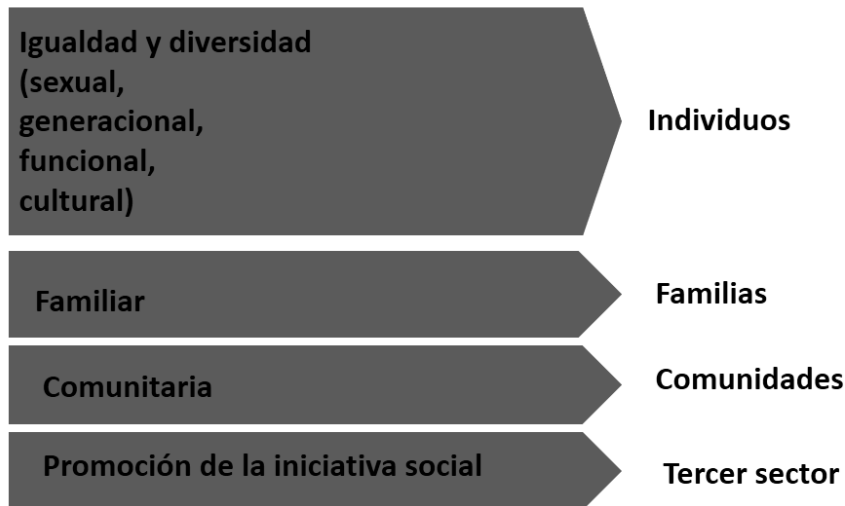 Igualdad y diversidad
(sexual,
generacional,
funcional,
cultural)
Individuos
Familiar
Familias
Comunitaria
Comunidades
Promoción de la iniciativa social
Tercer sector